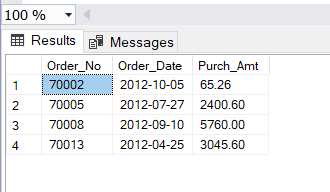 100 %
Results Messages
Order_No Order_Date Purch_Amt
1 70002 2012-10-05 65.26
2 70005 2012-07-27 2400.60
3 70008 2012-09-10 5760.00
4 70013 2012-04-25 3045.60